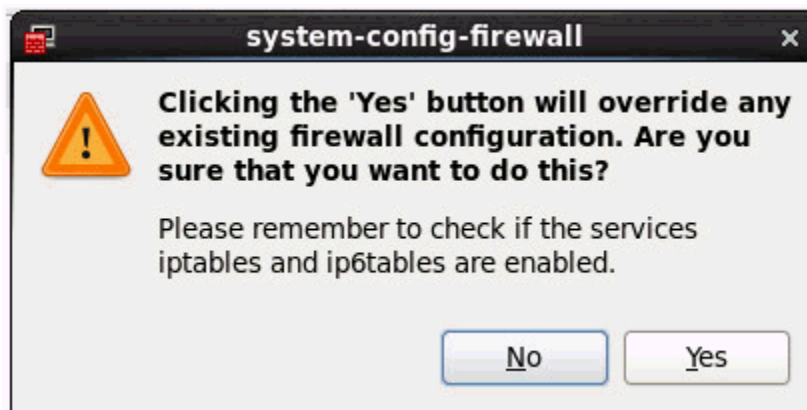 system-config-firewall
Clicking the 'Yes' button will override any
existing firewall configuration. Are you
sure that you want to do this?
Please remember to check if the services
iptables and ip6tables are enabled.
No
Yes